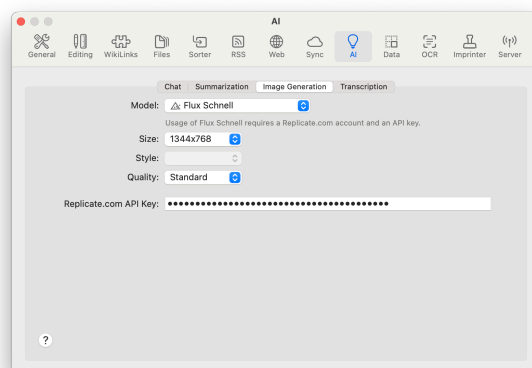 AI
General Editing WikiLinks Files Sorter RSS Web Sync AI Data OCR Imprinter Server
Chat Summarization Image Generation Transcription
Model: Flux Schnell
Usage of Flux Schnell requires a Replicate.com account and an API key.
Size: 1344x768
Style:
Quality: Standard
Replicate.com API Key: ••••••••••••••••••••••••••••••••••••••••
?